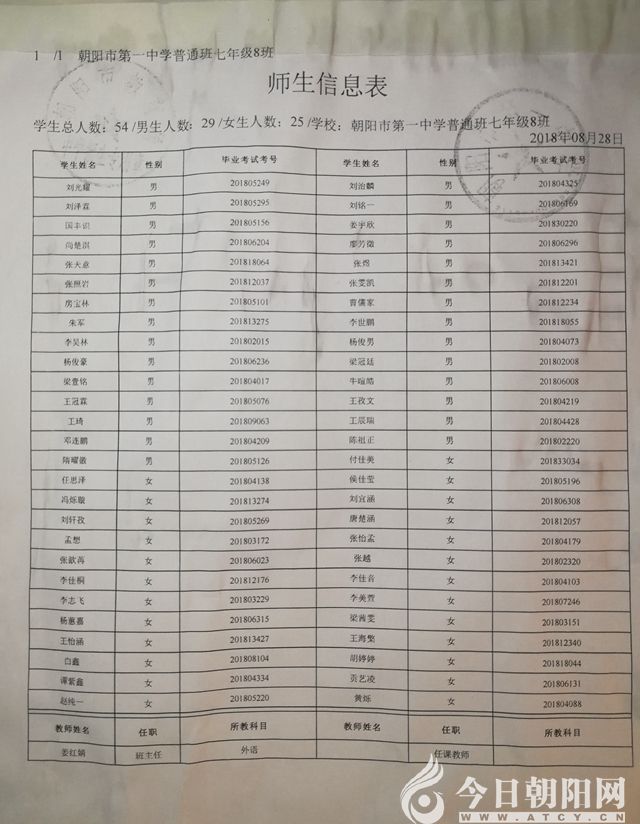 1 /1 朝阳市第一中学普通班七年级8班
师生信息表
学生总人数：54 /男生人数：29 /女生人数：25 /学校：朝阳市第一中学普通班七年级8班
2018年08月28日
学生姓名 性别 毕业考试考号 学生姓名 性别 毕业考试考号
刘光耀 男 201805249 刘治麟 男 201804325
刘泽霖 男 201805295 刘铭一 男 201806169
国丰识 男 201805156 姜宇欣 男 201830220
尚楚淇 男 201806204 廖芳徵 男 201806296
张大意 男 201818064 张煜 男 201813421
张照岩 男 201812037 张雯凯 男 201812201
房宝林 男 201805101 曹儒家 男 201812234
朱军 男 201813275 李世鹏 男 201818055
李昊林 男 201802015 杨俊男 男 201804073
杨俊豪 男 201806236 梁冠廷 男 201802008
梁壹铭 男 201804017 牛暄皓 男 201806008
王冠霖 男 201805076 王孜文 男 201804219
王琦 男 201809063 王辰瑞 男 201804428
邓连鹏 男 201804209 陈祖正 男 201802220
隋曜徽 男 201805126 付佳美 女 201833034
任思泽 女 201804138 侯佳莹 女 201805196
冯烁璇 女 201813274 刘宜涵 女 201806308
刘轩孜 女 201805269 唐楚涵 女 201812057
孟想 女 201803172 张怡孟 女 201804179
张歆苒 女 201806023 张越 女 201802320
李佳桐 女 201812176 李佳音 女 201804103
李志飞 女 201803229 李美萱 女 201807246
杨蕙嘉 女 201806315 梁茜雯 女 201803151
王怡涵 女 201813427 王海檠 女 201812340
白鑫 女 201808104 胡婷婷 女 201818044
谭紫鑫 女 201804334 贡艺凌 女 201806131
赵纯一 女 201805220 黄烁 女 201804088
教师姓名 任职 所教科目 教师姓名 任职 所教科目
姜红娟 班主任 外语 任课教师
今日朝阳网
WWW.ATCY.CN